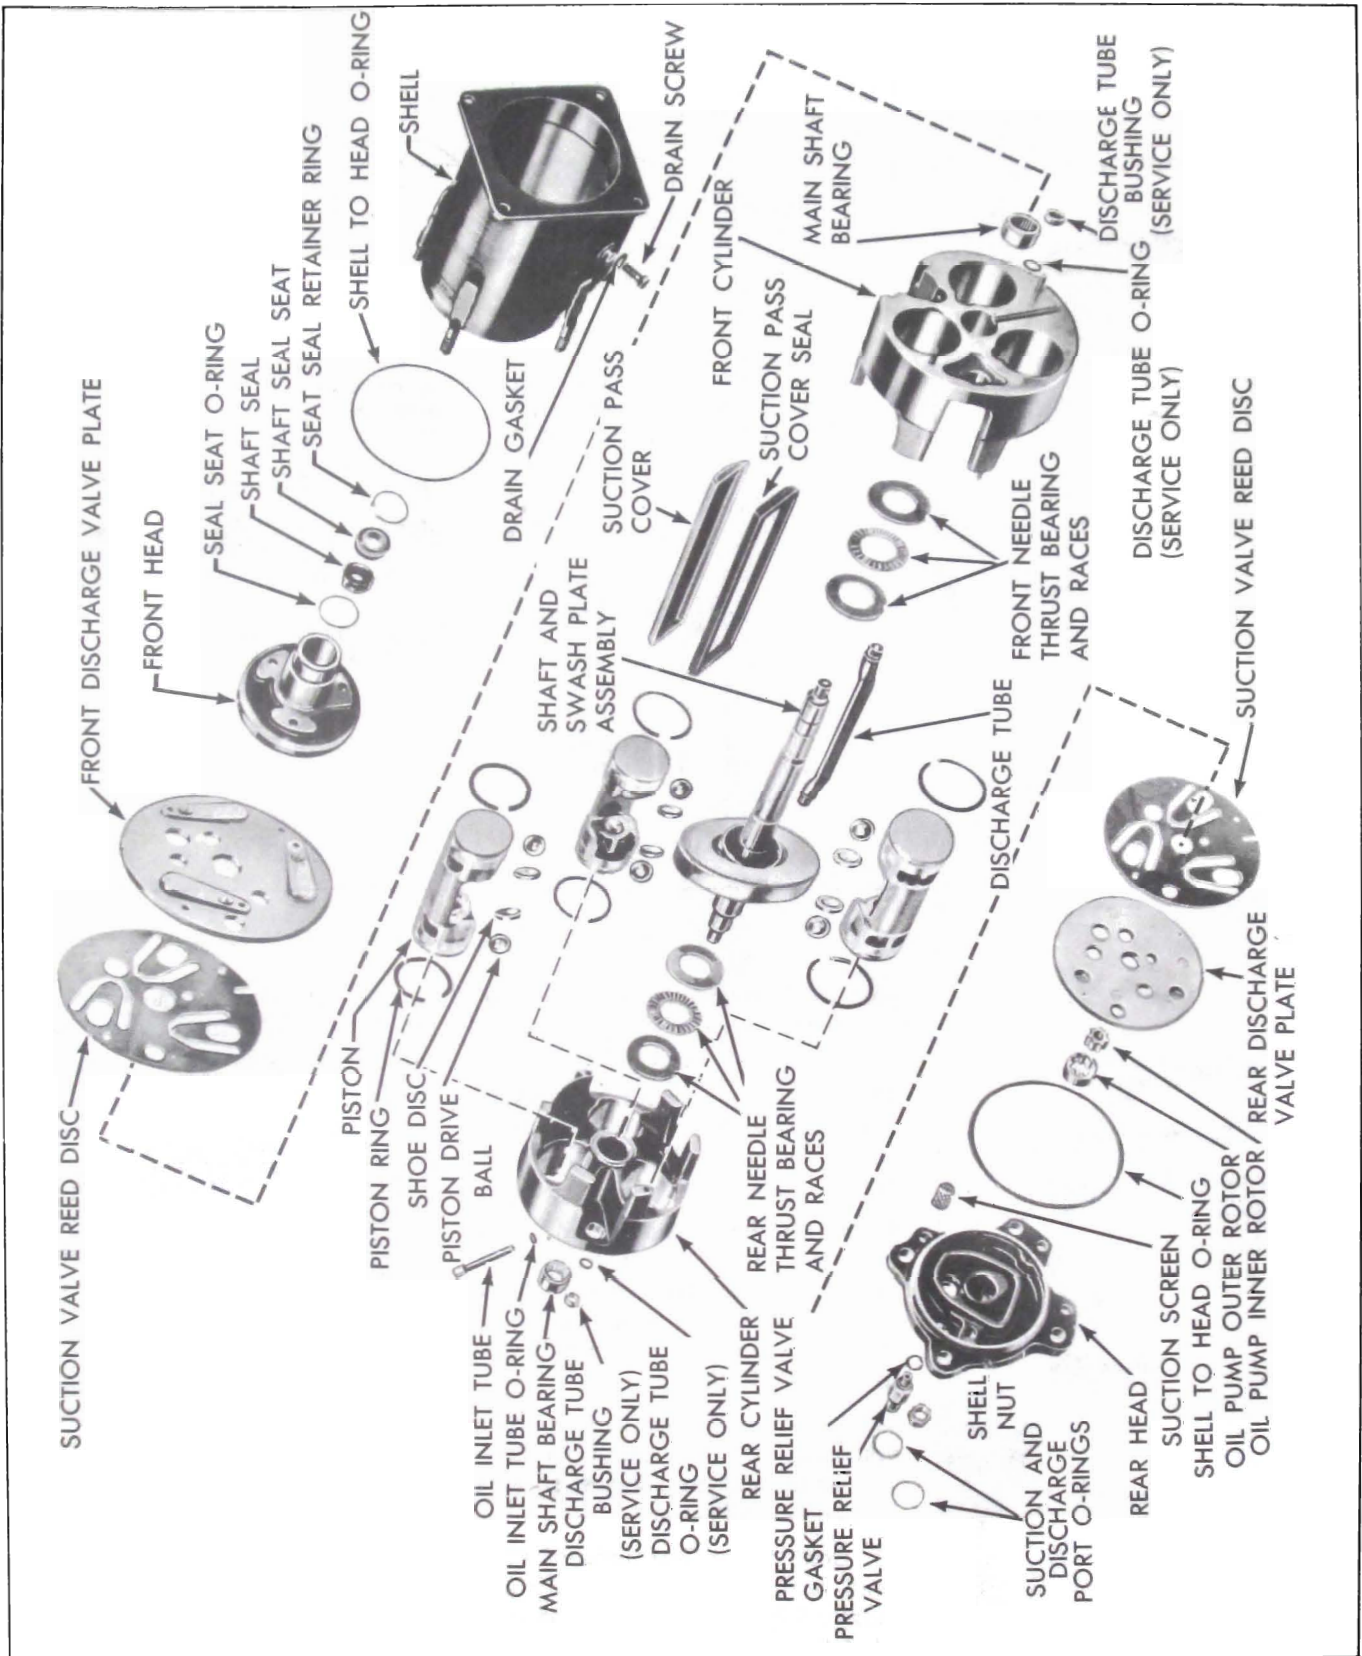 SUCTION VALVE REED DISC
FRONT DISCHARGE VALVE PLATE
FRONT HEAD
SEAL SEAT O-RING
SHAFT SEAL
SHAFT SEAL SEAT
SEAT SEAL RETAINER RING
SHELL TO HEAD O-RING
SHELL
DRAIN SCREW
DRAIN GASKET
SUCTION PASS
COVER
SUCTION PASS
COVER SEAL
FRONT CYLINDER
MAIN SHAFT
BEARING
DISCHARGE TUBE
BUSHING
(SERVICE ONLY)
DISCHARGE TUBE O-RING
(SERVICE ONLY)
FRONT NEEDLE
THRUST BEARING
AND RACES
SHAFT AND
SWASH PLATE
ASSEMBLY
DISCHARGE TUBE
PISTON
PISTON RING
SHOE DISC
PISTON DRIVE
BALL
OIL INLET TUBE
OIL INLET TUBE O-RING
MAIN SHAFT BEARING
DISCHARGE TUBE
BUSHING
(SERVICE ONLY)
DISCHARGE TUBE
O-RING
(SERVICE ONLY)
REAR CYLINDER
REAR NEEDLE
THRUST BEARING
AND RACES
PRESSURE RELIEF VALVE
GASKET
PRESSURE RELIEF
VALVE
SHELL
NUT
SUCTION AND
DISCHARGE
PORT O-RINGS
REAR HEAD
SUCTION SCREEN
SHELL TO HEAD O-RING
OIL PUMP OUTER ROTOR
OIL PUMP INNER ROTOR
REAR DISCHARGE
VALVE PLATE
SUCTION VALVE REED DISC